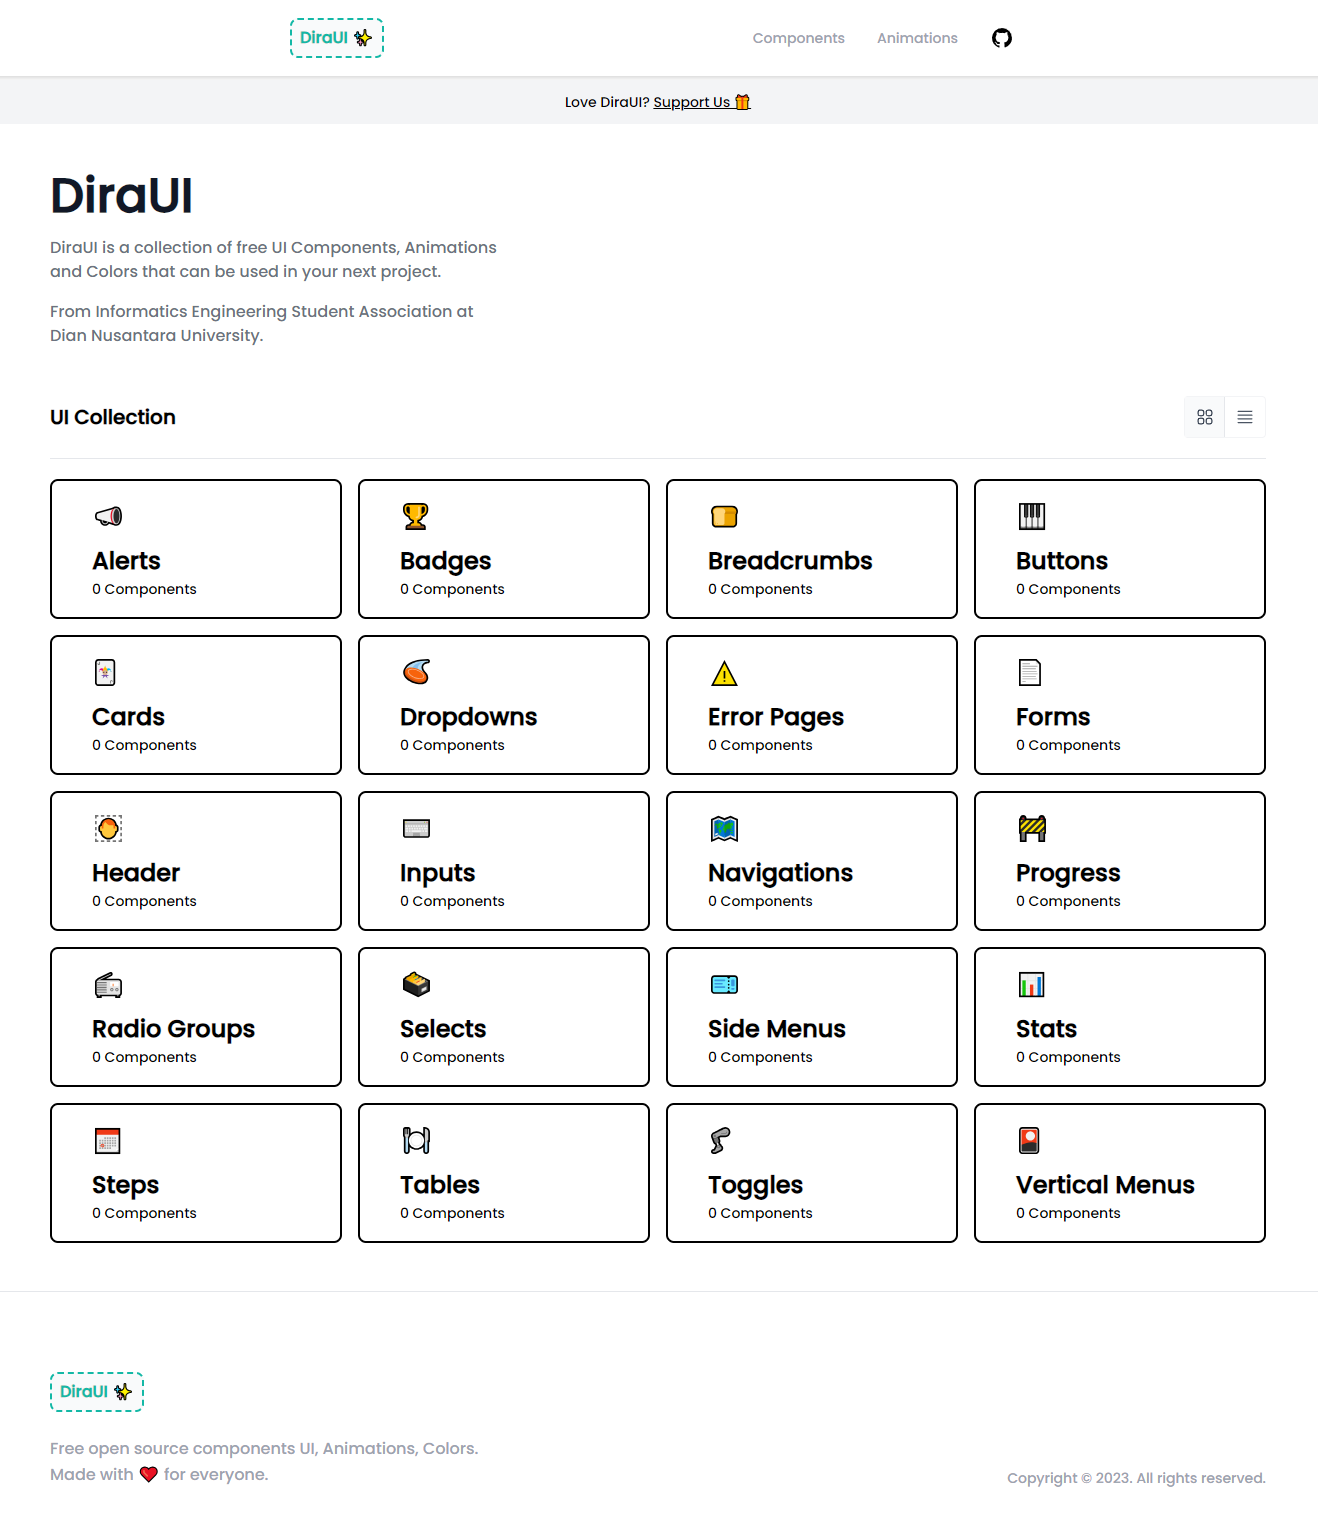 DiraUI ✨
Components
Animations
Love DiraUI? Support Us 🎁
DiraUI
DiraUI is a collection of free UI Components, Animations
and Colors that can be used in your next project.
From Informatics Engineering Student Association at
Dian Nusantara University.
UI Collection
Alerts
0 Components
Badges
0 Components
Breadcrumbs
0 Components
Buttons
0 Components
Cards
0 Components
Dropdowns
0 Components
Error Pages
0 Components
Forms
0 Components
Header
0 Components
Inputs
0 Components
Navigations
0 Components
Progress
0 Components
Radio Groups
0 Components
Selects
0 Components
Side Menus
0 Components
Stats
0 Components
Steps
0 Components
Tables
0 Components
Toggles
0 Components
Vertical Menus
0 Components
DiraUI ✨
Free open source components UI, Animations, Colors.
Made with ❤️ for everyone.
Copyright © 2023. All rights reserved.